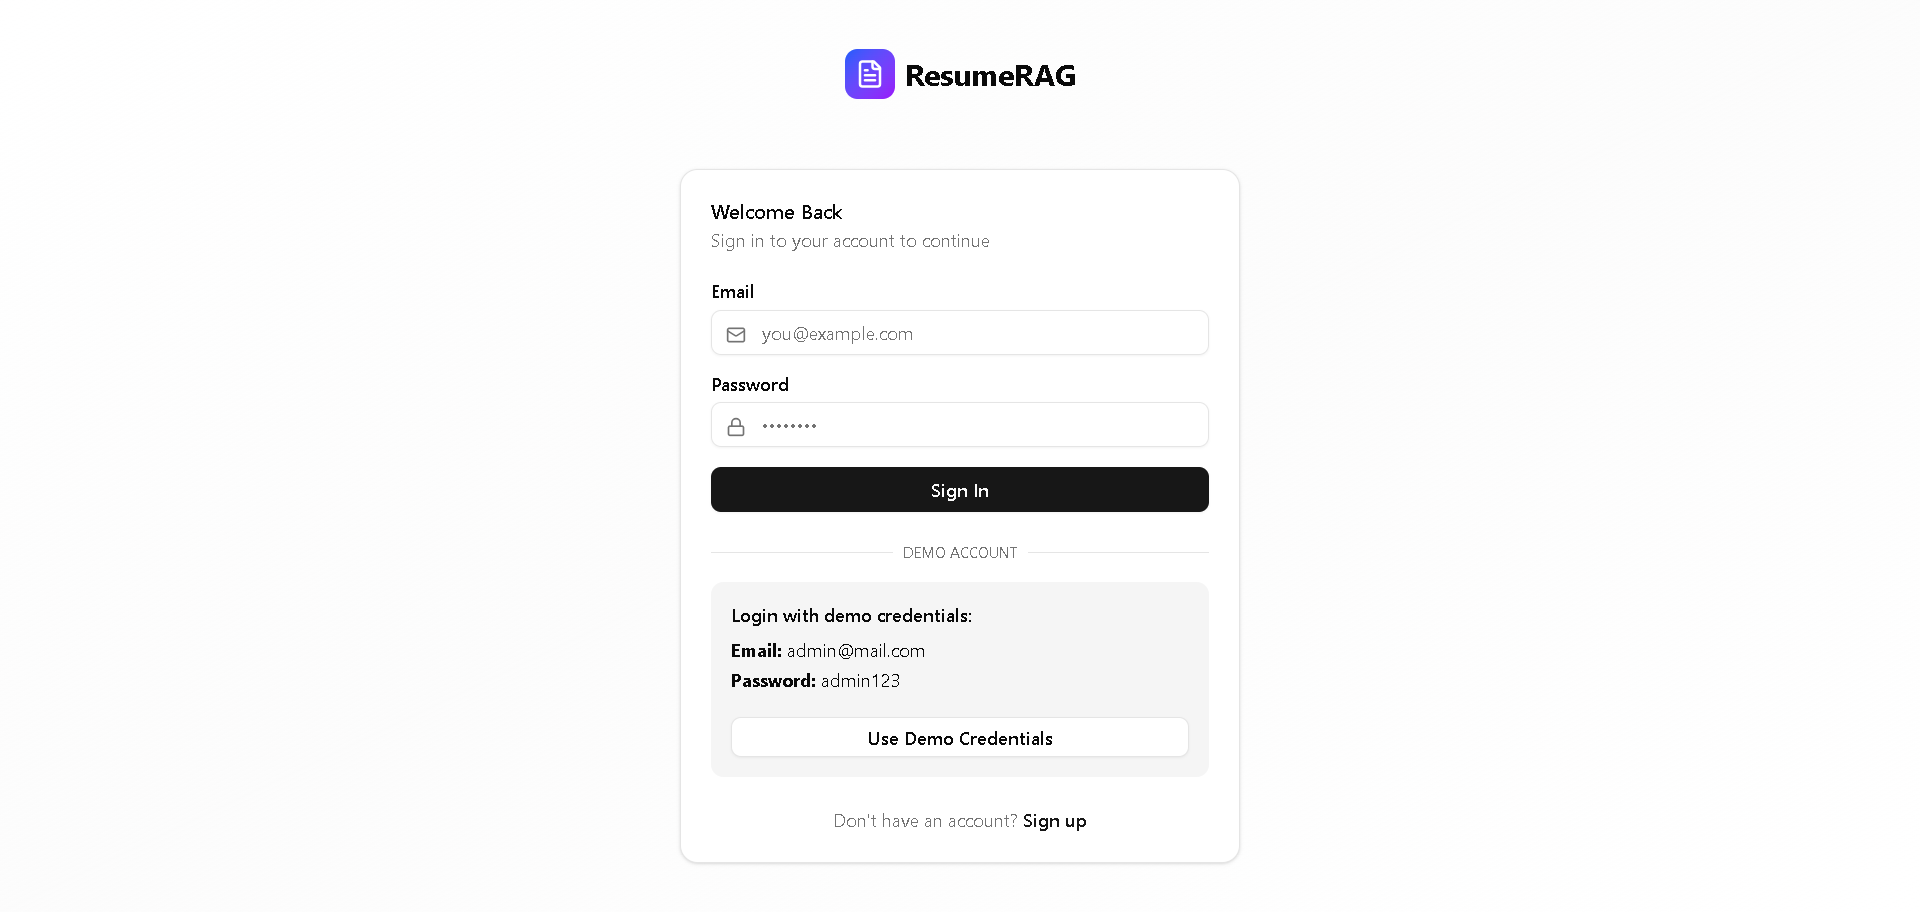 ResumeRAG
Welcome Back
Sign in to your account to continue
Email
you@example.com
Password
••••••••
Sign In
DEMO ACCOUNT
Login with demo credentials:
Email: admin@mail.com
Password: admin123
Use Demo Credentials
Don't have an account? Sign up